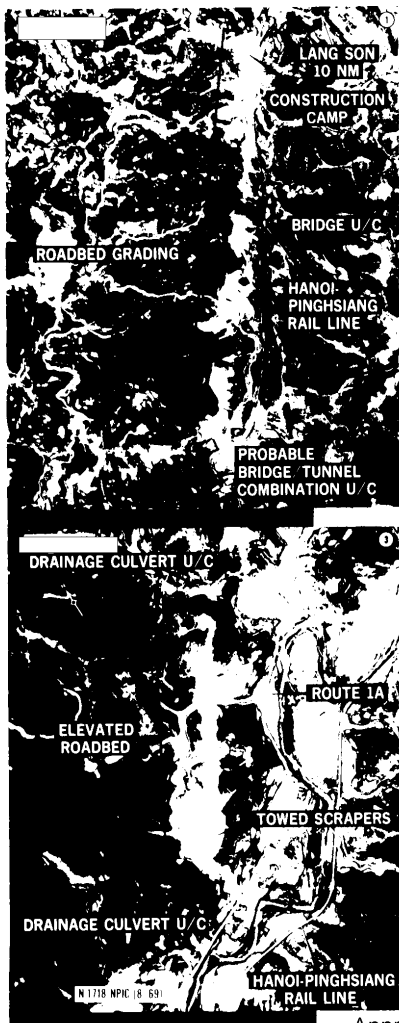 1
LANG SON
10 NM
CONSTRUCTION
CAMP
BRIDGE U/C
ROADBED GRADING
HANOI-
PINGHSIANG
RAIL LINE
PROBABLE
BRIDGE/TUNNEL
COMBINATION U/C
DRAINAGE CULVERT U/C
ROUTE 1A
ELEVATED
ROADBED
TOWED SCRAPERS
DRAINAGE CULVERT U/C
N 1718 NPIC (8/69)
HANOI-PINGHSIANG
RAIL LINE